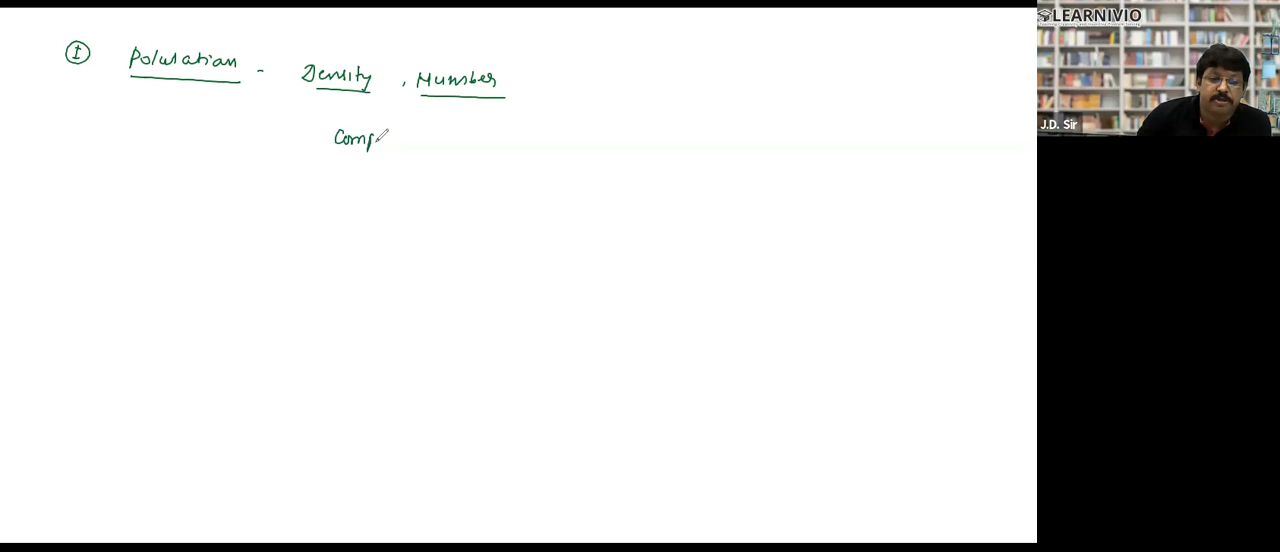 I Polulation - Density , Number
Comp
LEARNIVIO
J.D. Sir